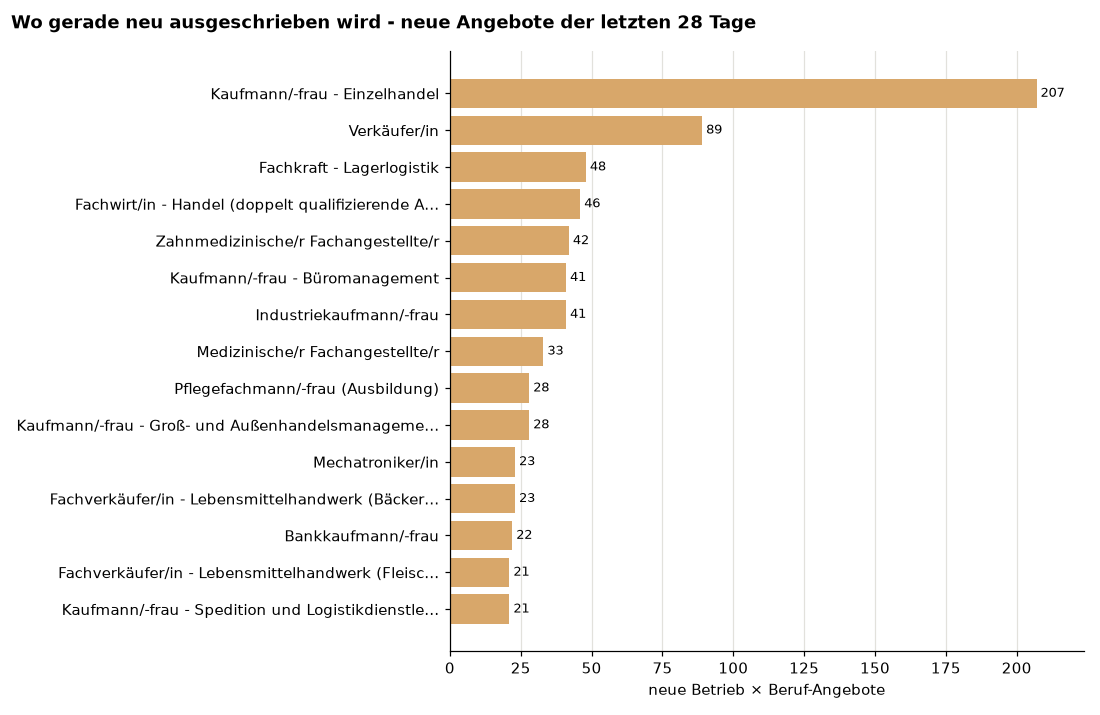 Wo gerade neu ausgeschrieben wird - neue Angebote der letzten 28 Tage
Kaufmann/-frau - Einzelhandel 207
Verkäufer/in 89
Fachkraft - Lagerlogistik 48
Fachwirt/in - Handel (doppelt qualifizierende A... 46
Zahnmedizinische/r Fachangestellte/r 42
Kaufmann/-frau - Büromanagement 41
Industriekaufmann/-frau 41
Medizinische/r Fachangestellte/r 33
Pflegefachmann/-frau (Ausbildung) 28
Kaufmann/-frau - Groß- und Außenhandelsmanageme... 28
Mechatroniker/in 23
Fachverkäufer/in - Lebensmittelhandwerk (Bäcker... 23
Bankkaufmann/-frau 22
Fachverkäufer/in - Lebensmittelhandwerk (Fleisc... 21
Kaufmann/-frau - Spedition und Logistikdienstle... 21
0 25 50 75 100 125 150 175 200
neue Betrieb × Beruf-Angebote